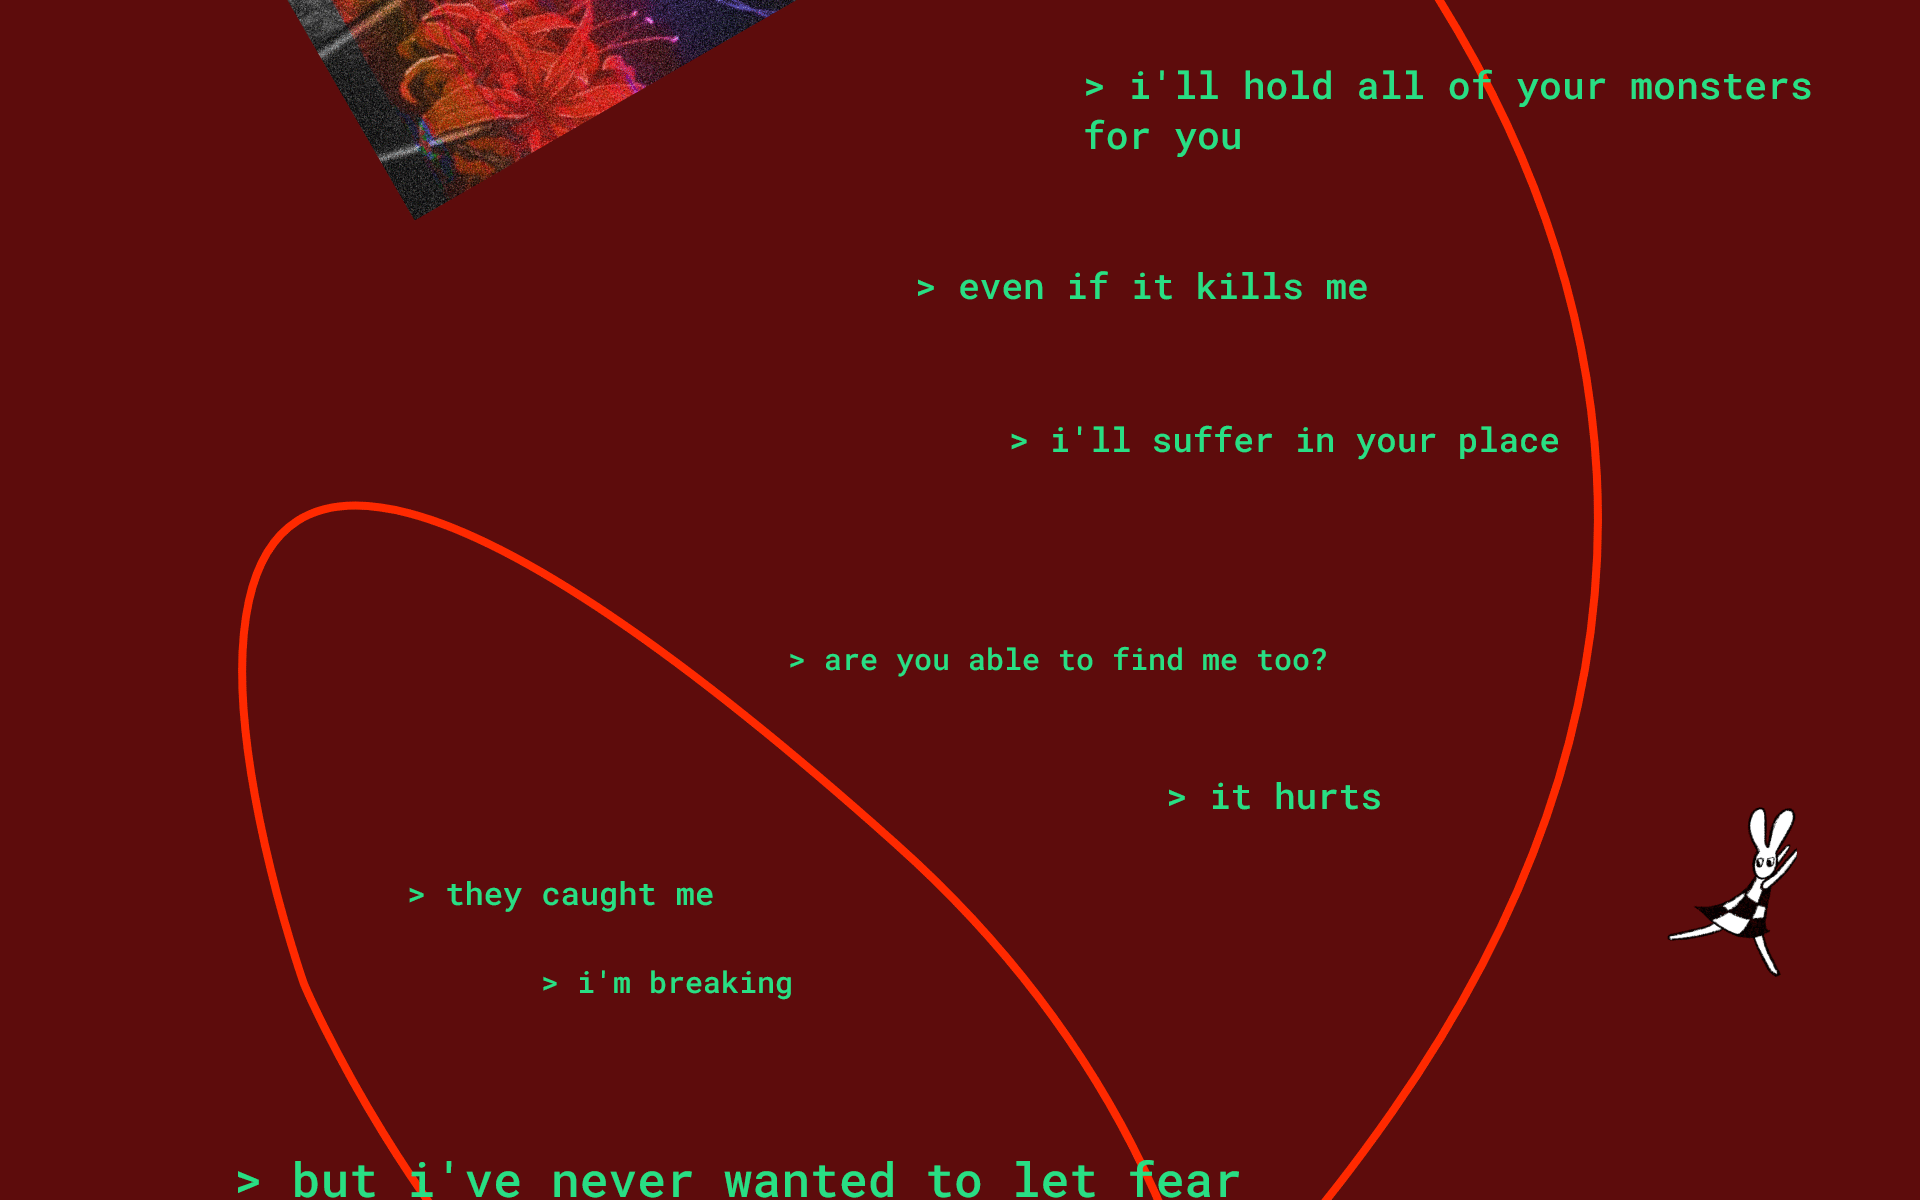 > i'll hold all of your monsters
for you
> even if it kills me
> i'll suffer in your place
> are you able to find me too?
> it hurts
> they caught me
> i'm breaking
> but i've never wanted to let fear